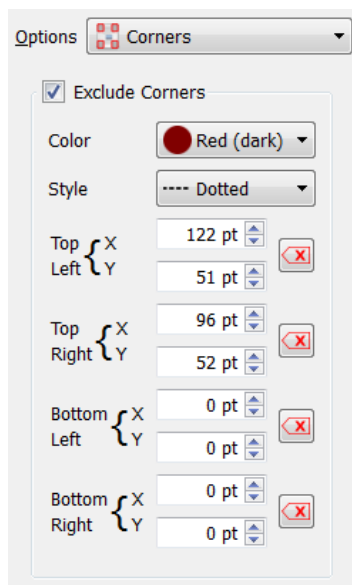 Options Corners
Exclude Corners
Color Red (dark)
Style Dotted
Top Left { X 122 pt
Y 51 pt
Top Right { X 96 pt
Y 52 pt
Bottom Left { X 0 pt
Y 0 pt
Bottom Right { X 0 pt
Y 0 pt